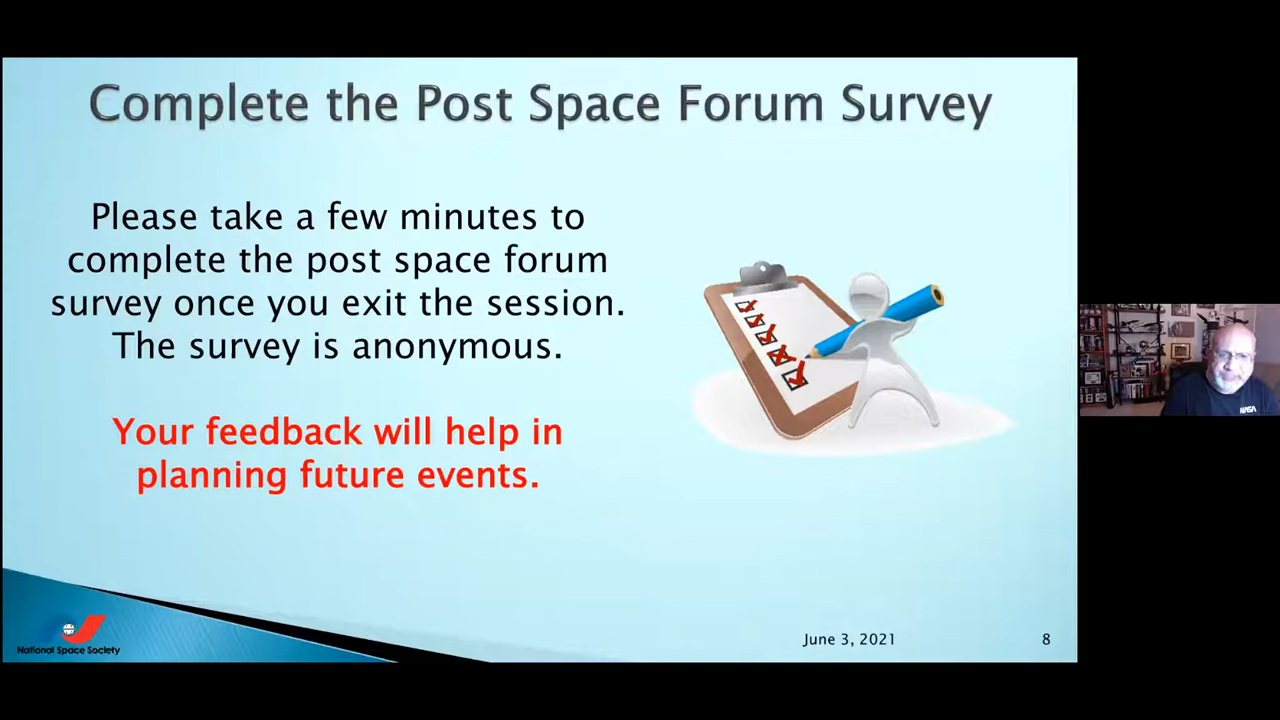 Complete the Post Space Forum Survey
Please take a few minutes to
complete the post space forum
survey once you exit the session.
The survey is anonymous.
Your feedback will help in
planning future events.
National Space Society
June 3, 2021
8
NASA